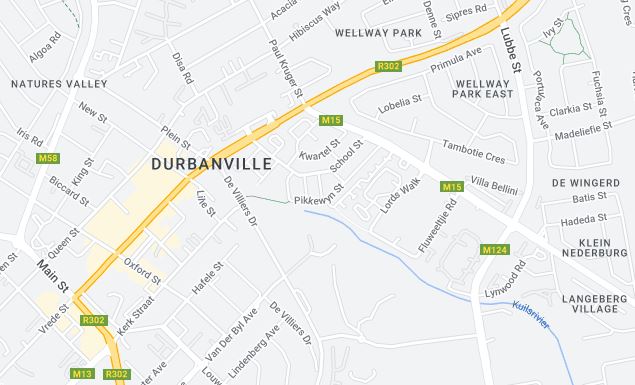 Algoa Rd
Disa Rd
Hibiscus Way
Paul Kruger St
Denne St
Sipres Rd
WELLWAY PARK
Lubbe St
Ivy St
R302
Primula Ave
NATURES VALLEY
WELLWAY
PARK EAST
Fuchsia St
Lobelia St
New St
Clarkia St
Madeliefie St
M15
Plein St
Iris Rd
Tambotie Cres
Kwartel St
School St
M58
King St
DURBANVILLE
Biccard St
Villa Bellini
M15
DE WINGERD
Lords Walk
De Villiers Dr
Lihe St
Pikkewyn St
Batis St
Hadeda St
Fluweeltjie Rd
Queen St
KLEIN
NEDERBURG
M124
Oxford St
Main St
Hafele St
Lynwood Rd
LANGEBERG
VILLAGE
Kuilsrivier
Vrede St
R302
Kerk Straat
Van Der Byl Ave
De Villiers Dr
Lindenberg Ave
M13
R302